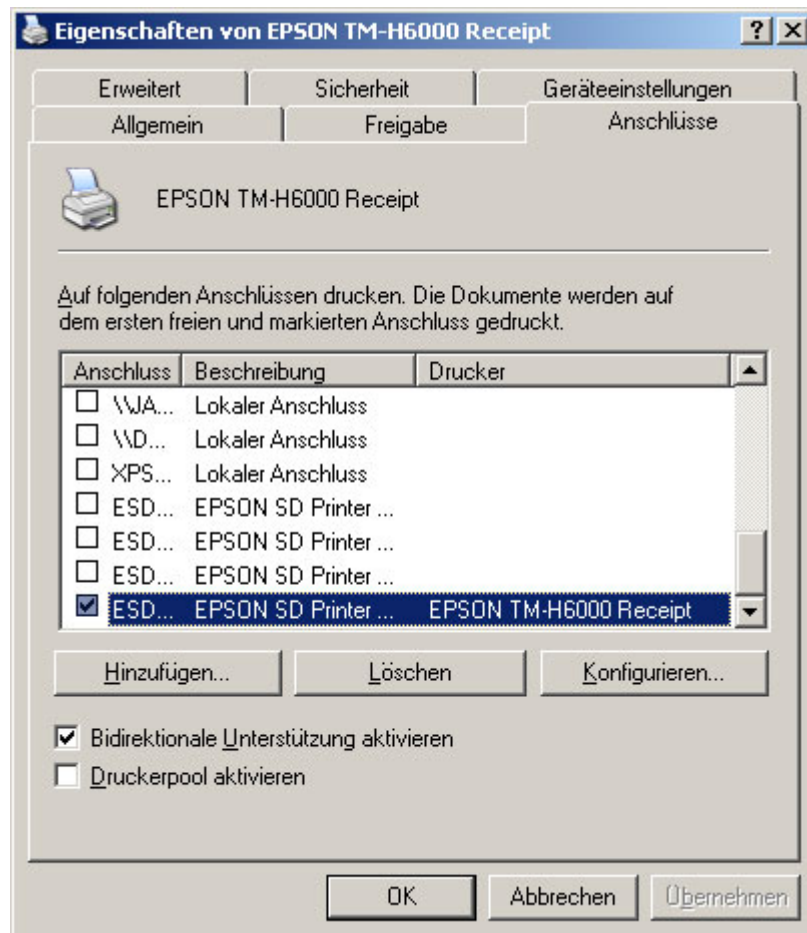 Eigenschaften von EPSON TM-H6000 Receipt
Erweitert Sicherheit Geräteeinstellungen
Allgemein Freigabe Anschlüsse
EPSON TM-H6000 Receipt
Auf folgenden Anschlüssen drucken. Die Dokumente werden auf
dem ersten freien und markierten Anschluss gedruckt.
Anschluss Beschreibung Drucker
\\JA... Lokaler Anschluss
\\D... Lokaler Anschluss
XPS... Lokaler Anschluss
ESD... EPSON SD Printer ...
ESD... EPSON SD Printer ...
ESD... EPSON SD Printer ...
ESD... EPSON SD Printer ... EPSON TM-H6000 Receipt
Hinzufügen... Löschen Konfigurieren...
Bidirektionale Unterstützung aktivieren
Druckerpool aktivieren
OK Abbrechen Übernehmen